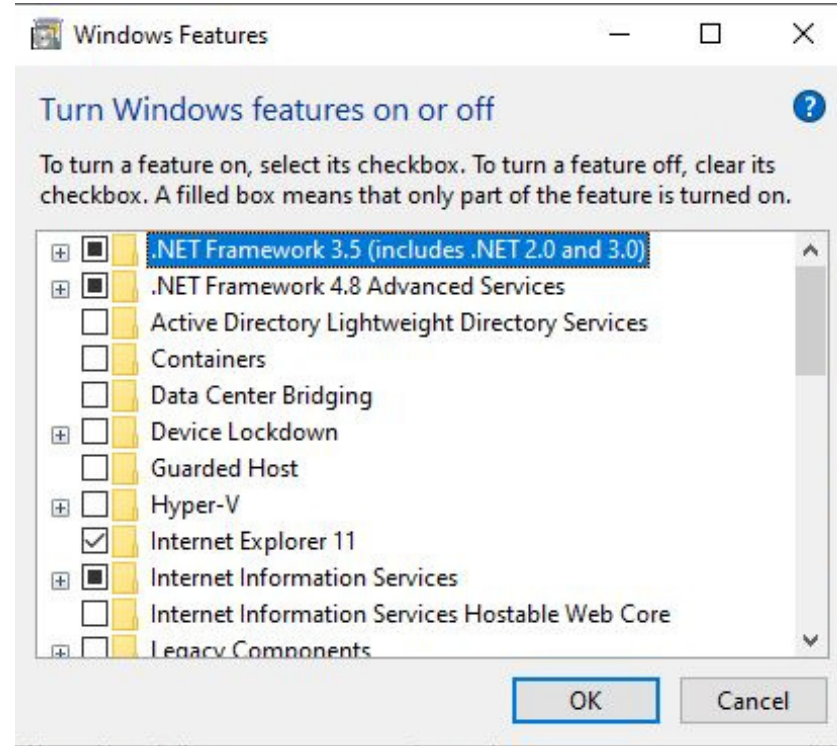 Windows Features
Turn Windows features on or off
To turn a feature on, select its checkbox. To turn a feature off, clear its
checkbox. A filled box means that only part of the feature is turned on.
.NET Framework 3.5 (includes .NET 2.0 and 3.0)
.NET Framework 4.8 Advanced Services
Active Directory Lightweight Directory Services
Containers
Data Center Bridging
Device Lockdown
Guarded Host
Hyper-V
Internet Explorer 11
Internet Information Services
Internet Information Services Hostable Web Core
Legacy Components
OK Cancel